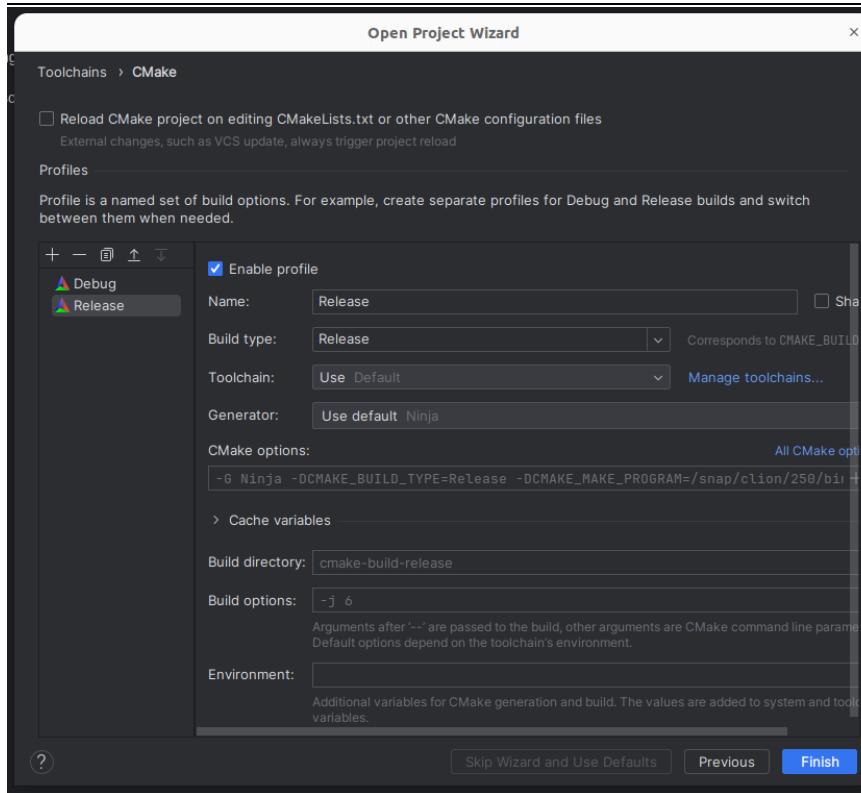 Open Project Wizard
Toolchains › CMake
Reload CMake project on editing CMakeLists.txt or other CMake configuration files
External changes, such as VCS update, always trigger project reload
Profiles
Profile is a named set of build options. For example, create separate profiles for Debug and Release builds and switch
between them when needed.
Debug
Release
Enable profile
Name: Release Sha
Build type: Release Corresponds to CMAKE_BUILD
Toolchain: Use Default Manage toolchains...
Generator: Use default Ninja
CMake options: All CMake opti
-G Ninja -DCMAKE_BUILD_TYPE=Release -DCMAKE_MAKE_PROGRAM=/snap/clion/250/bin
Cache variables
Build directory: cmake-build-release
Build options: -j 6
Arguments after '--' are passed to the build, other arguments are CMake command line parame
Default options depend on the toolchain's environment.
Environment:
Additional variables for CMake generation and build. The values are added to system and toolc
variables.
? Skip Wizard and Use Defaults Previous Finish